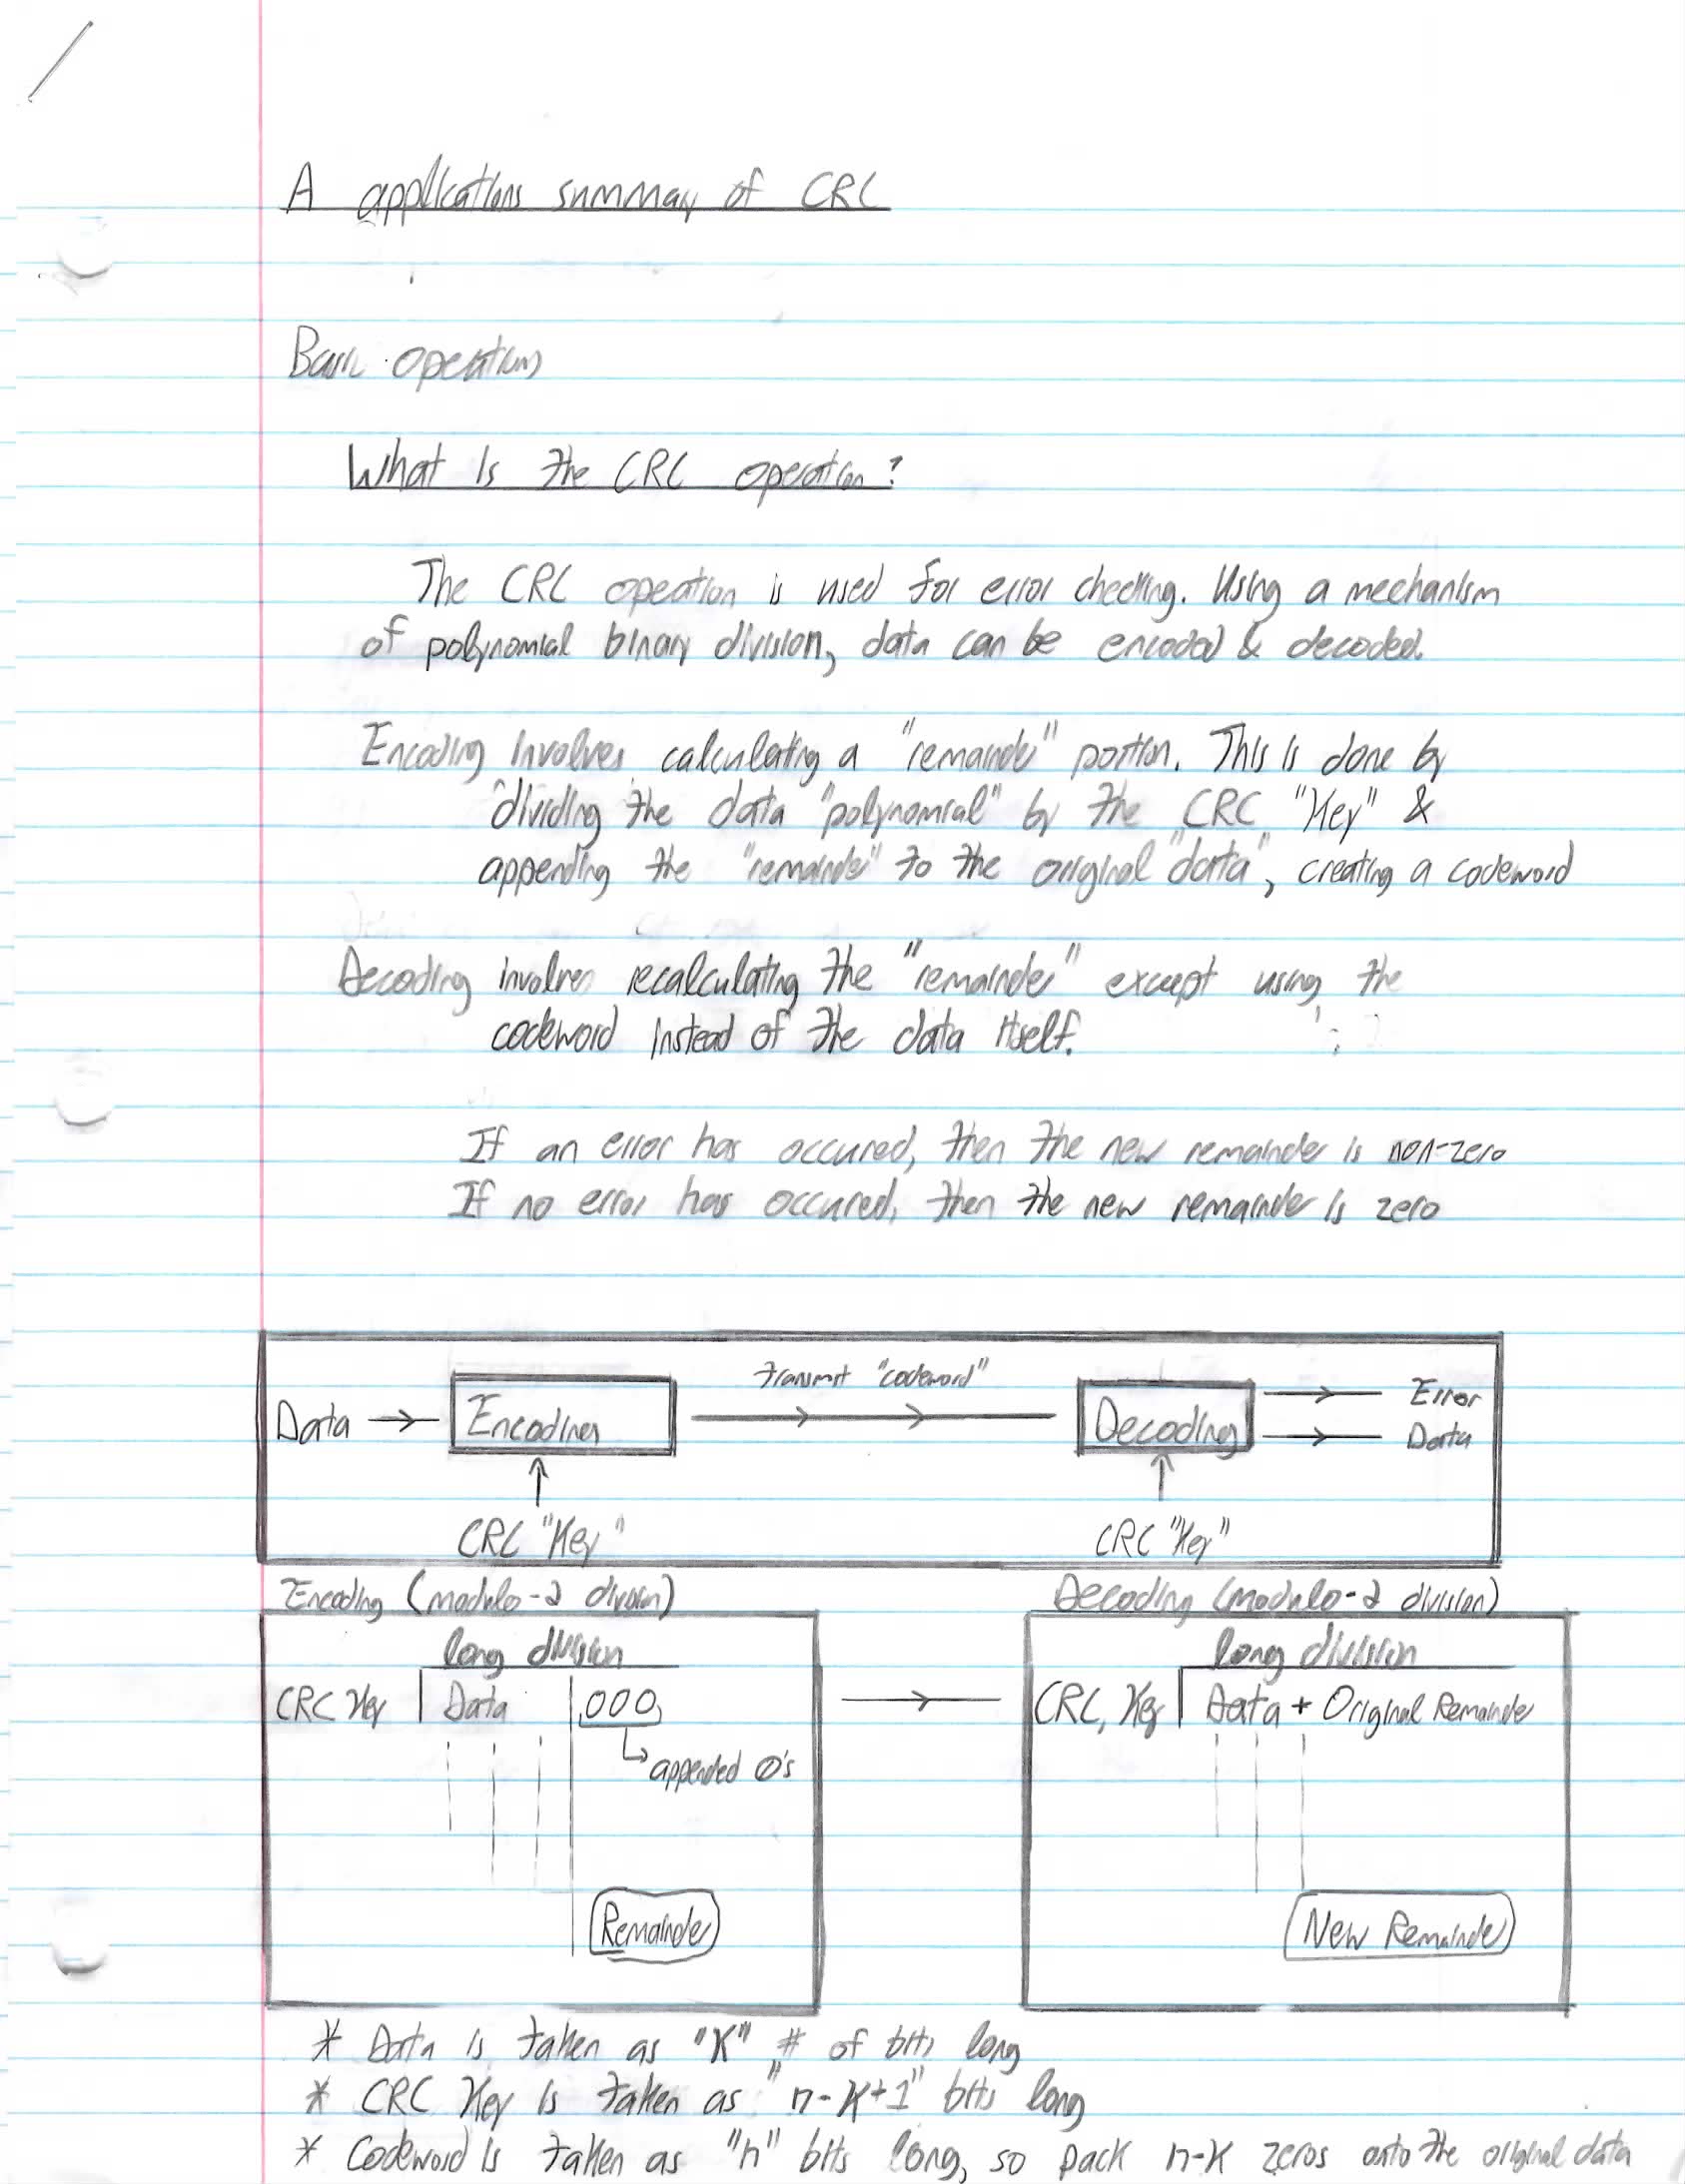 A applications summary of CRC
Basic operations
What is the CRC operation?
The CRC operation is used for error checking. Using a mechanism
of polynomial binary division, data can be encoded & decoded.
Encoding involves calculating a "remainder" portion. This is done by
dividing the data "polynomial" by the CRC "Key" &
appending the "remainder" to the original "data", creating a codeword
Decoding involves recalculating the "remainder" except using the
codeword instead of the data itself.
If an error has occured, then the new remainder is non-zero
If no error has occured, then the new remainder is zero
Data → Encoding transmit "codeword" Decoding Error
Data
CRC "Key" CRC "Key"
Encoding (modulo-2 division) Decoding (modulo-2 division)
long division long division
CRC Key Data 000 → CRC Key Data + Original Remainder
appended 0's
Remainder New Remainder
* Data is taken as "K" # of bits long
* CRC Key is taken as "n-K+1" bits long
* Codeword is taken as "n" bits long, so pack n-K zeros onto the original data